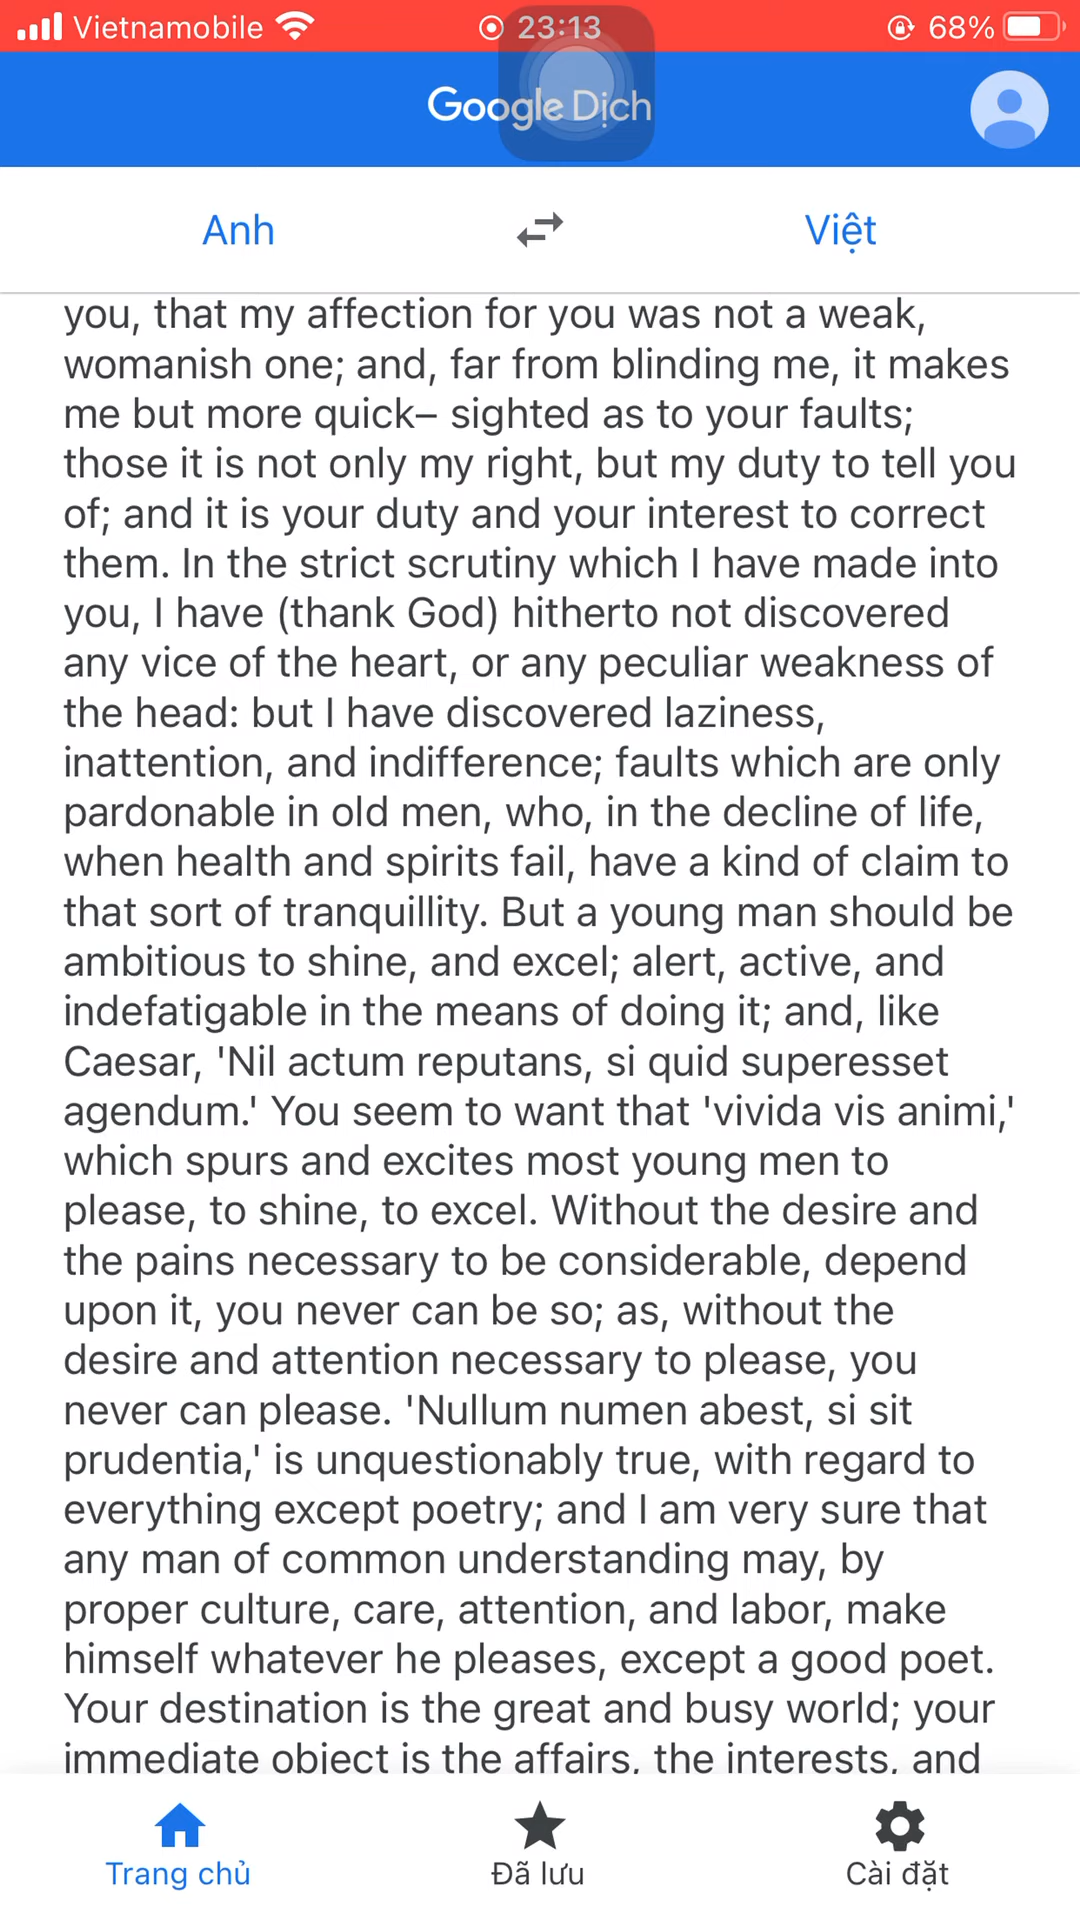 Vietnamobile 23:13 68%
Google Dịch
Anh Việt
you, that my affection for you was not a weak,
womanish one; and, far from blinding me, it makes
me but more quick– sighted as to your faults;
those it is not only my right, but my duty to tell you
of; and it is your duty and your interest to correct
them. In the strict scrutiny which I have made into
you, I have (thank God) hitherto not discovered
any vice of the heart, or any peculiar weakness of
the head: but I have discovered laziness,
inattention, and indifference; faults which are only
pardonable in old men, who, in the decline of life,
when health and spirits fail, have a kind of claim to
that sort of tranquillity. But a young man should be
ambitious to shine, and excel; alert, active, and
indefatigable in the means of doing it; and, like
Caesar, 'Nil actum reputans, si quid superesset
agendum.' You seem to want that 'vivida vis animi,'
which spurs and excites most young men to
please, to shine, to excel. Without the desire and
the pains necessary to be considerable, depend
upon it, you never can be so; as, without the
desire and attention necessary to please, you
never can please. 'Nullum numen abest, si sit
prudentia,' is unquestionably true, with regard to
everything except poetry; and I am very sure that
any man of common understanding may, by
proper culture, care, attention, and labor, make
himself whatever he pleases, except a good poet.
Your destination is the great and busy world; your
immediate object is the affairs, the interests, and
Trang chủ Đã lưu Cài đặt